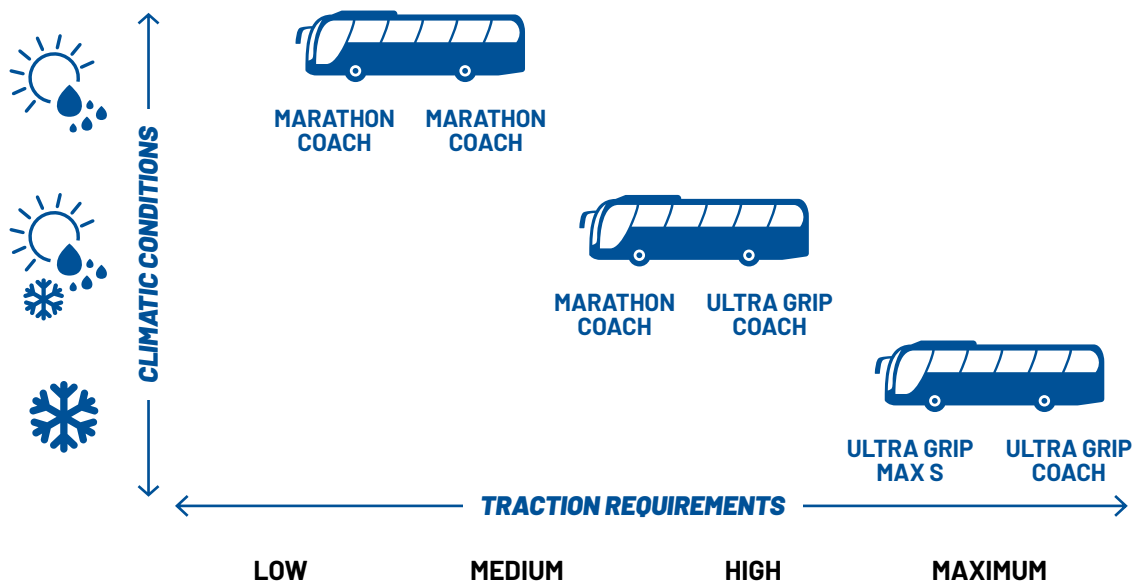 MARATHON COACH
MARATHON COACH
CLIMATIC CONDITIONS
MARATHON COACH
ULTRA GRIP COACH
ULTRA GRIP MAX S
ULTRA GRIP COACH
TRACTION REQUIREMENTS
LOW
MEDIUM
HIGH
MAXIMUM